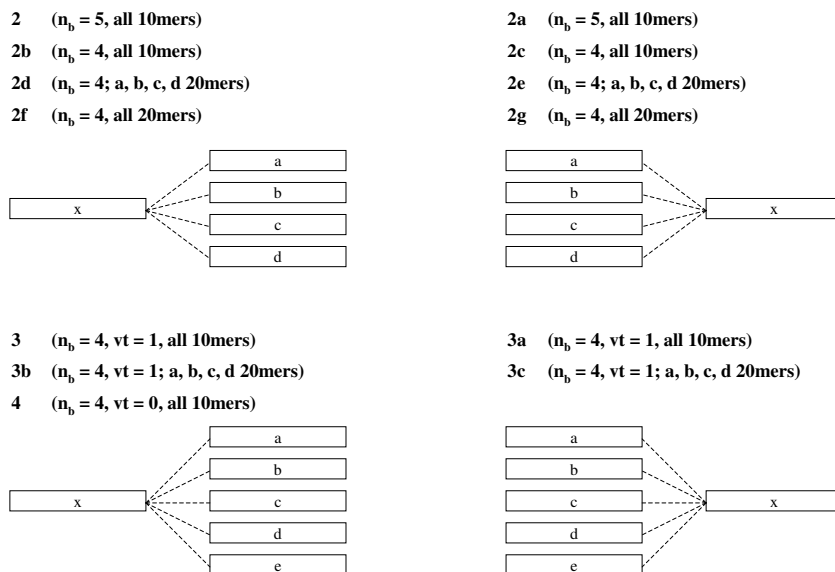 2 (n_b = 5, all 10mers)
2b (n_b = 4, all 10mers)
2d (n_b = 4; a, b, c, d 20mers)
2f (n_b = 4, all 20mers)
a
b
x
c
d
2a (n_b = 5, all 10mers)
2c (n_b = 4, all 10mers)
2e (n_b = 4; a, b, c, d 20mers)
2g (n_b = 4, all 20mers)
a
b
x
c
d
3 (n_b = 4, vt = 1, all 10mers)
3b (n_b = 4, vt = 1; a, b, c, d 20mers)
4 (n_b = 4, vt = 0, all 10mers)
a
b
x
c
d
e
3a (n_b = 4, vt = 1, all 10mers)
3c (n_b = 4, vt = 1; a, b, c, d 20mers)
a
b
c
x
d
e